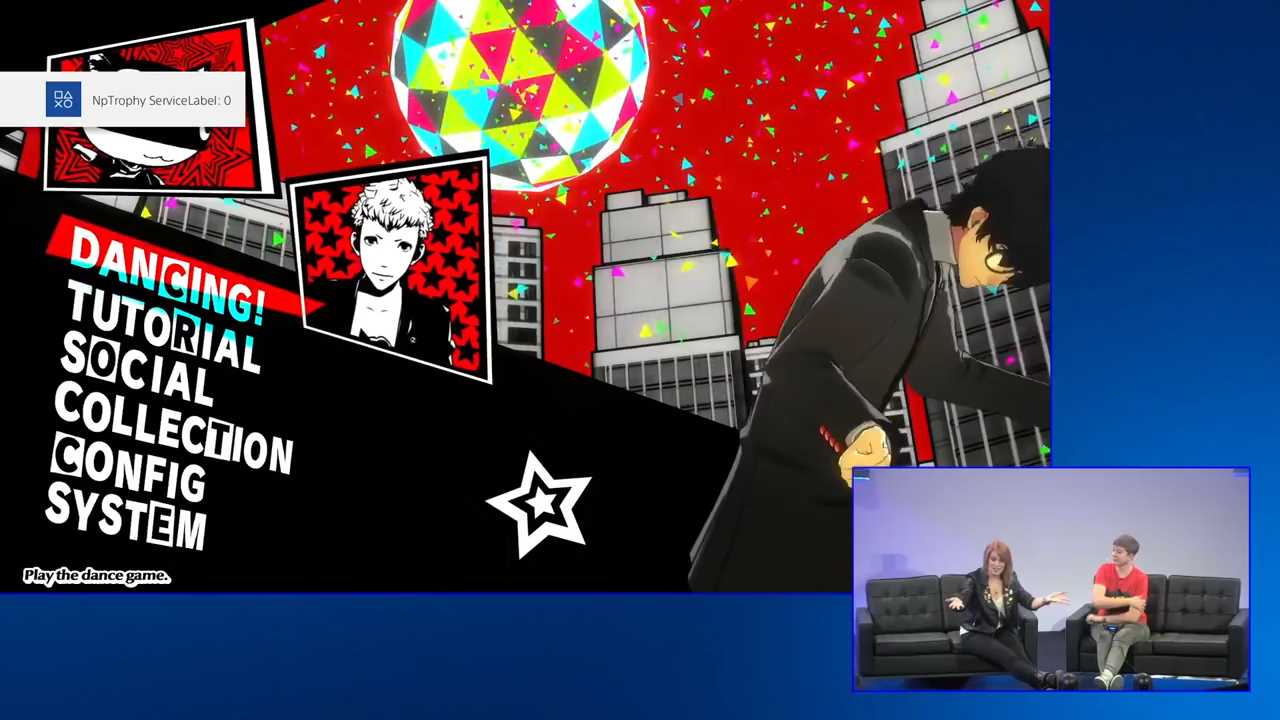 NpTrophy ServiceLabel: 0
DANCING!
TUTORIAL
SOCIAL
COLLECTION
CONFIG
SYSTEM
Play the dance game.